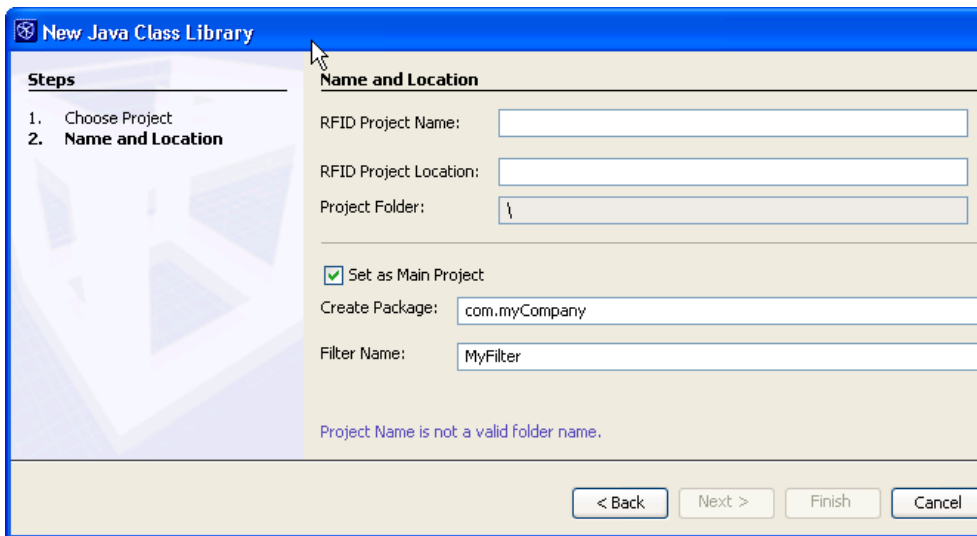 New Java Class Library
Steps
1. Choose Project
2. Name and Location
Name and Location
RFID Project Name:
RFID Project Location:
Project Folder: \
Set as Main Project
Create Package: com.myCompany
Filter Name: MyFilter
Project Name is not a valid folder name.
< Back Next > Finish Cancel